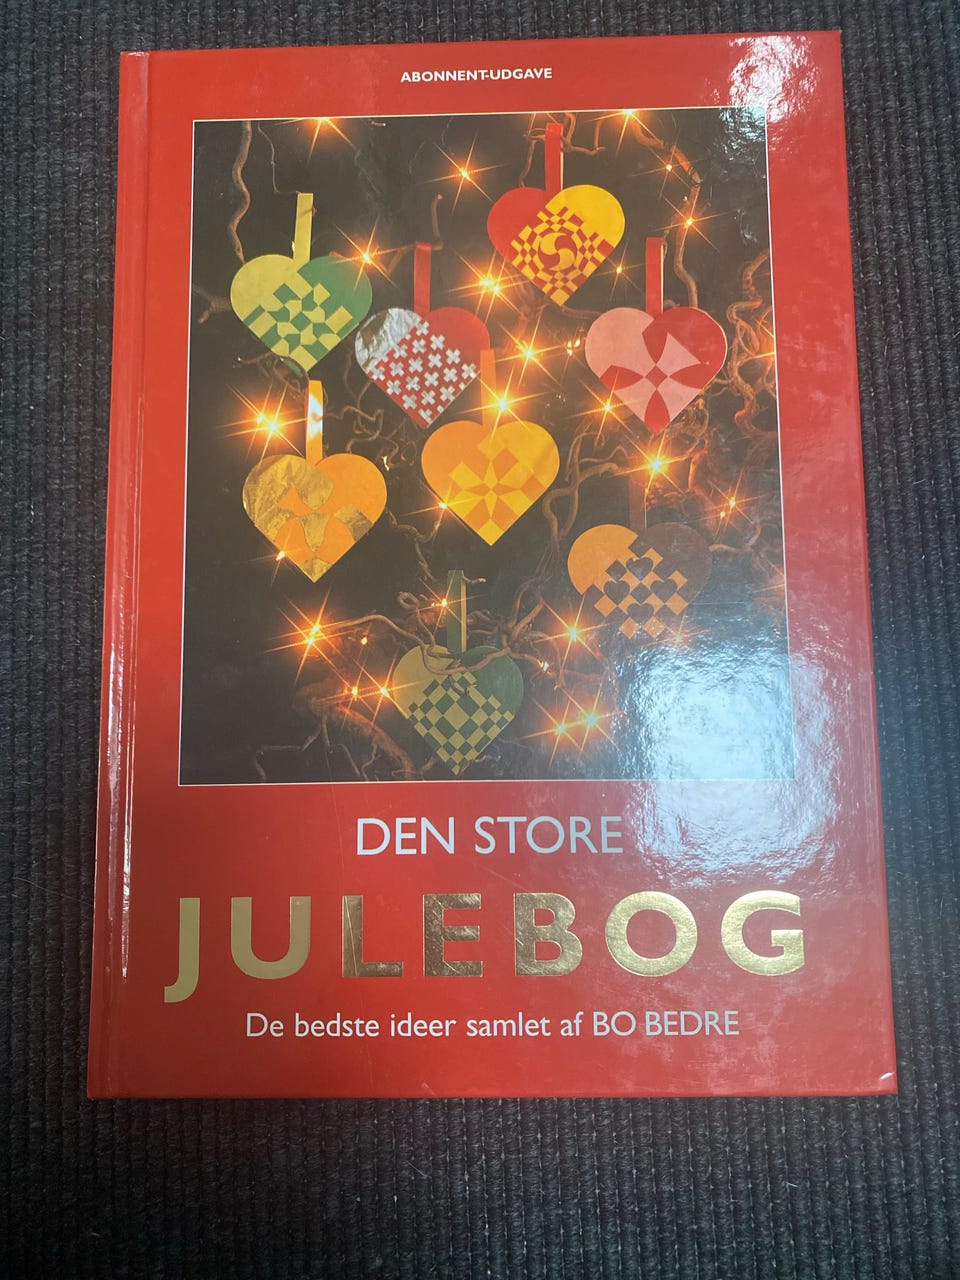 ABONNENT-UDGAVE
DEN STORE
JULEBOG
De bedste ideer samlet af BO BEDRE